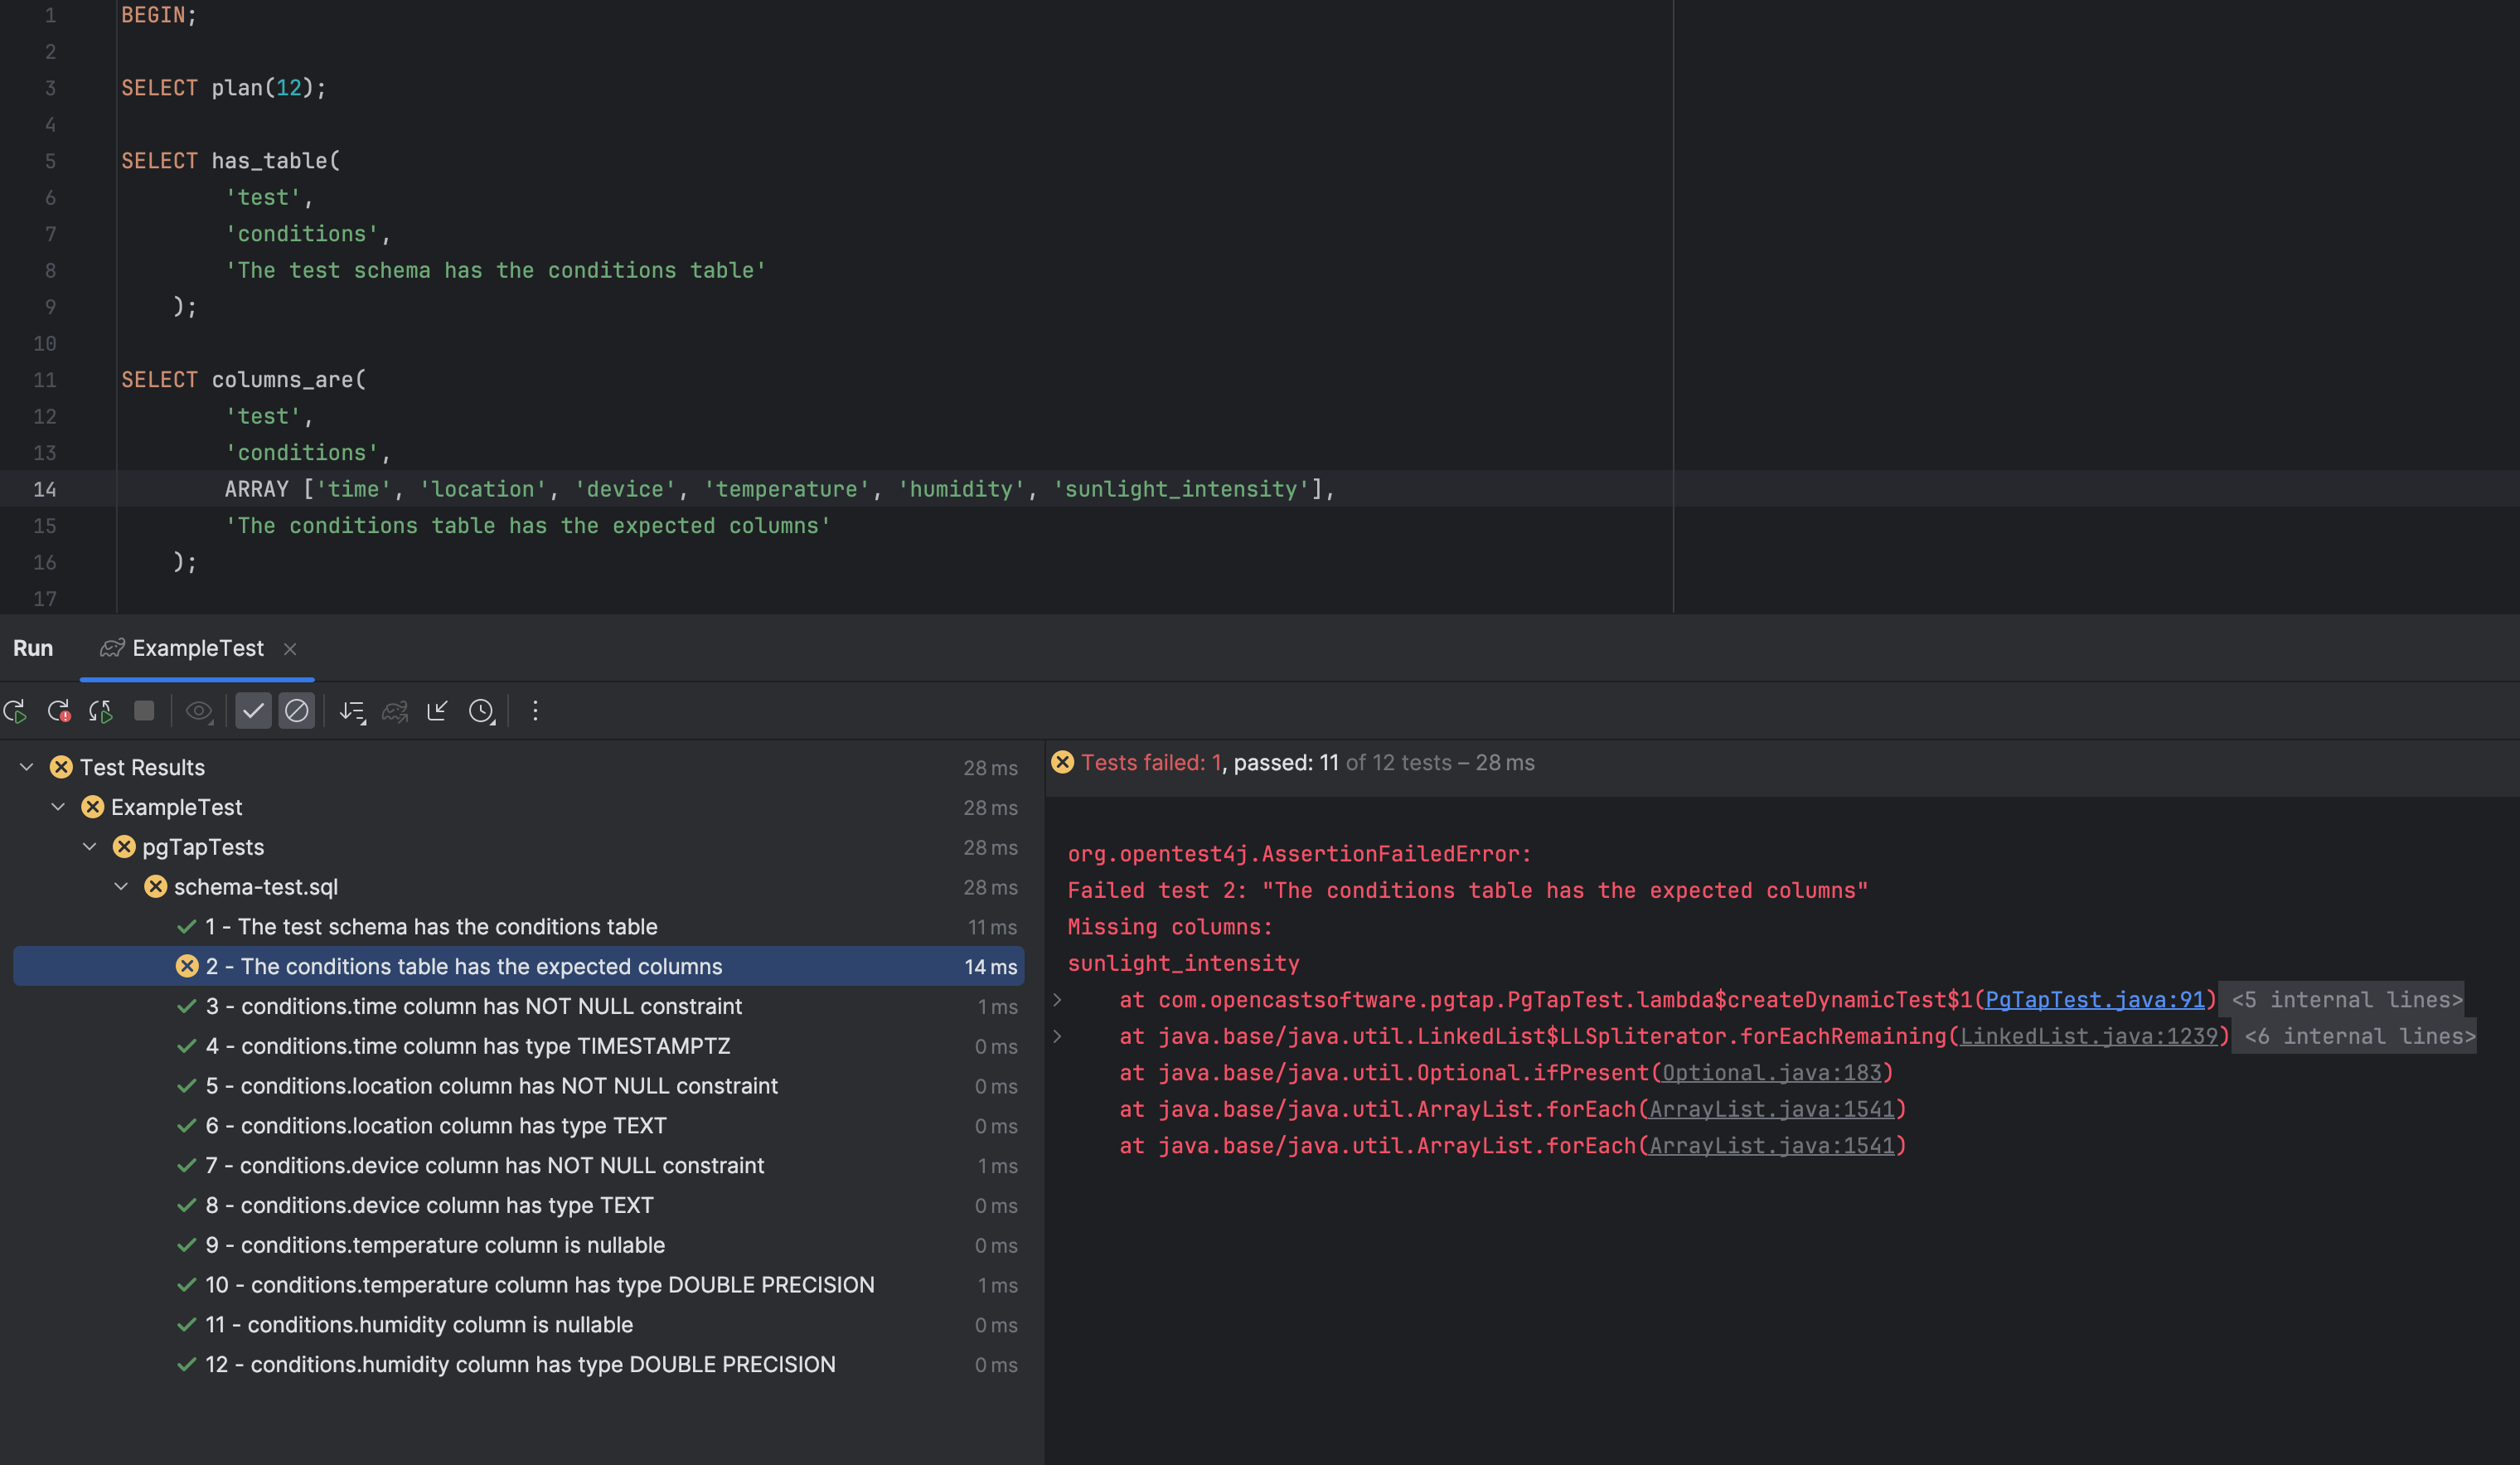 1 BEGIN;
2
3 SELECT plan(12);
4
5 SELECT has_table(
6 'test',
7 'conditions',
8 'The test schema has the conditions table'
9 );
10
11 SELECT columns_are(
12 'test',
13 'conditions',
14 ARRAY ['time', 'location', 'device', 'temperature', 'humidity', 'sunlight_intensity'],
15 'The conditions table has the expected columns'
16 );
17
Run ExampleTest
Test Results 28 ms
ExampleTest 28 ms
pgTapTests 28 ms
schema-test.sql 28 ms
1 - The test schema has the conditions table 11 ms
2 - The conditions table has the expected columns 14 ms
3 - conditions.time column has NOT NULL constraint 1 ms
4 - conditions.time column has type TIMESTAMPTZ 0 ms
5 - conditions.location column has NOT NULL constraint 0 ms
6 - conditions.location column has type TEXT 0 ms
7 - conditions.device column has NOT NULL constraint 1 ms
8 - conditions.device column has type TEXT 0 ms
9 - conditions.temperature column is nullable 0 ms
10 - conditions.temperature column has type DOUBLE PRECISION 1 ms
11 - conditions.humidity column is nullable 0 ms
12 - conditions.humidity column has type DOUBLE PRECISION 0 ms
Tests failed: 1, passed: 11 of 12 tests – 28 ms
org.opentest4j.AssertionFailedError:
Failed test 2: "The conditions table has the expected columns"
Missing columns:
sunlight_intensity
at com.opencastsoftware.pgtap.PgTapTest.lambda$createDynamicTest$1(PgTapTest.java:91) <5 internal lines>
at java.base/java.util.LinkedList$LLSpliterator.forEachRemaining(LinkedList.java:1239) <6 internal lines>
at java.base/java.util.Optional.ifPresent(Optional.java:183)
at java.base/java.util.ArrayList.forEach(ArrayList.java:1541)
at java.base/java.util.ArrayList.forEach(ArrayList.java:1541)